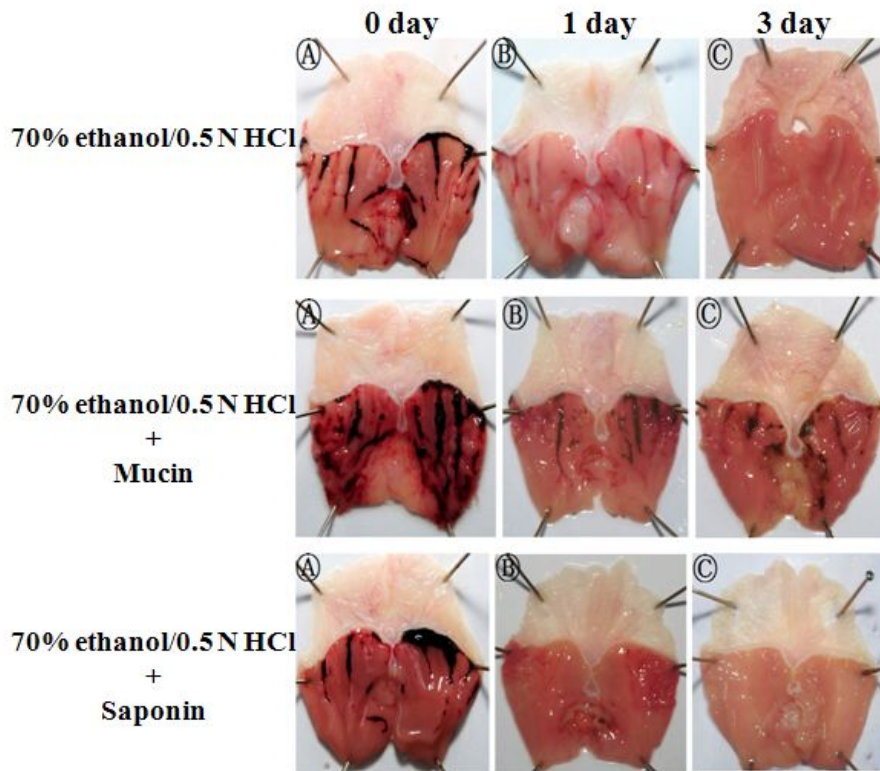 0 day 1 day 3 day
70% ethanol/0.5 N HCl
Ⓐ Ⓑ Ⓒ
70% ethanol/0.5 N HCl
+
Mucin
Ⓐ Ⓑ Ⓒ
70% ethanol/0.5 N HCl
+
Saponin
Ⓐ Ⓑ Ⓒ